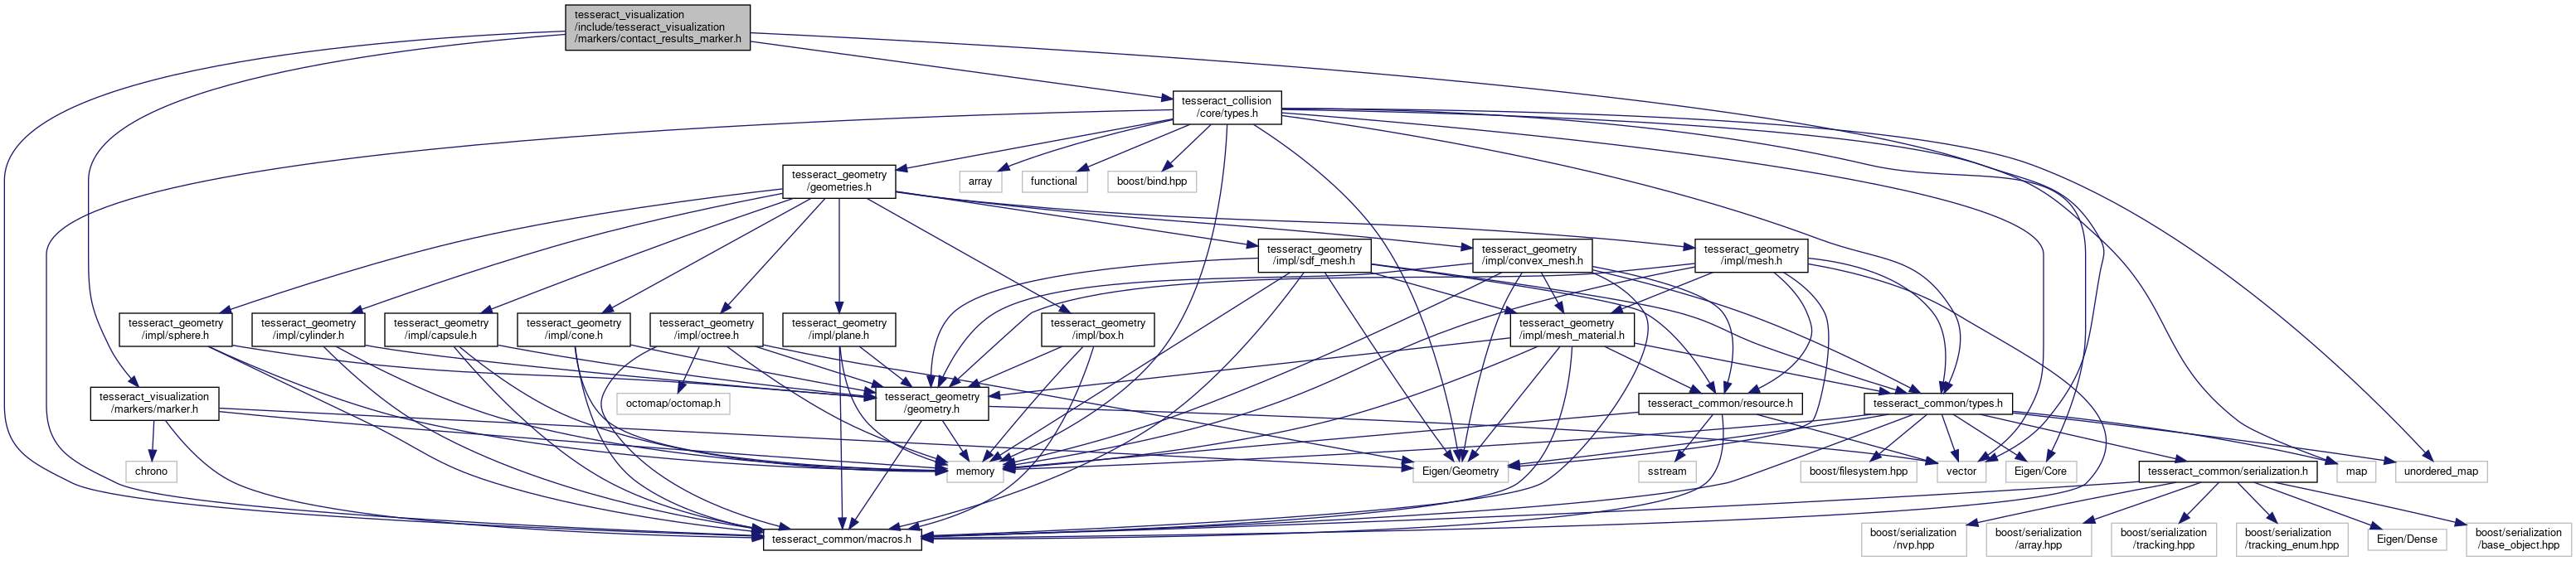 tesseract_visualization
/include/tesseract_visualization
/markers/contact_results_marker.h
tesseract_collision
/core/types.h
tesseract_geometry
/geometries.h
array
functional
boost/bind.hpp
tesseract_geometry
/impl/sdf_mesh.h
tesseract_geometry
/impl/convex_mesh.h
tesseract_geometry
/impl/mesh.h
tesseract_geometry
/impl/sphere.h
tesseract_geometry
/impl/cylinder.h
tesseract_geometry
/impl/capsule.h
tesseract_geometry
/impl/cone.h
tesseract_geometry
/impl/octree.h
tesseract_geometry
/impl/plane.h
tesseract_geometry
/impl/box.h
tesseract_geometry
/impl/mesh_material.h
tesseract_visualization
/markers/marker.h
octomap/octomap.h
tesseract_geometry
/geometry.h
tesseract_common/resource.h
tesseract_common/types.h
chrono
memory
Eigen/Geometry
sstream
boost/filesystem.hpp
vector
Eigen/Core
tesseract_common/serialization.h
map
unordered_map
tesseract_common/macros.h
boost/serialization
/nvp.hpp
boost/serialization
/array.hpp
boost/serialization
/tracking.hpp
boost/serialization
/tracking_enum.hpp
Eigen/Dense
boost/serialization
/base_object.hpp